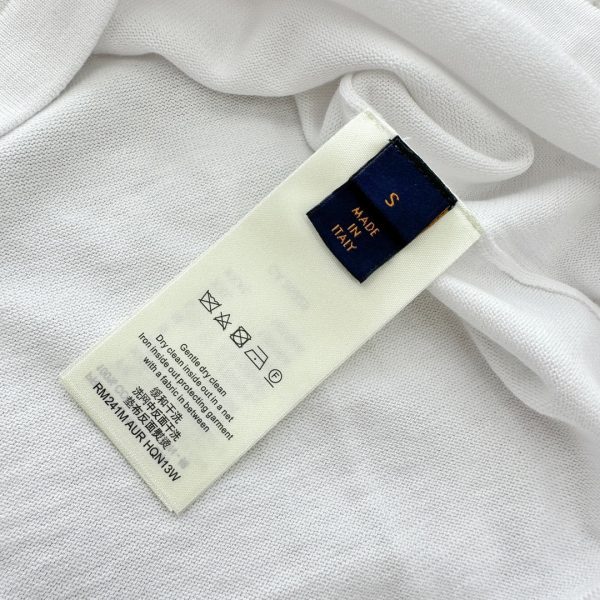 S
MADE
IN
ITALY
Gentle dry clean
Dry clean inside out in a net
Iron inside out protecting garment
with a fabric in between
缓和干洗
洗网中反面干洗
垫布反面熨烫
RM241M AUR HQN13W